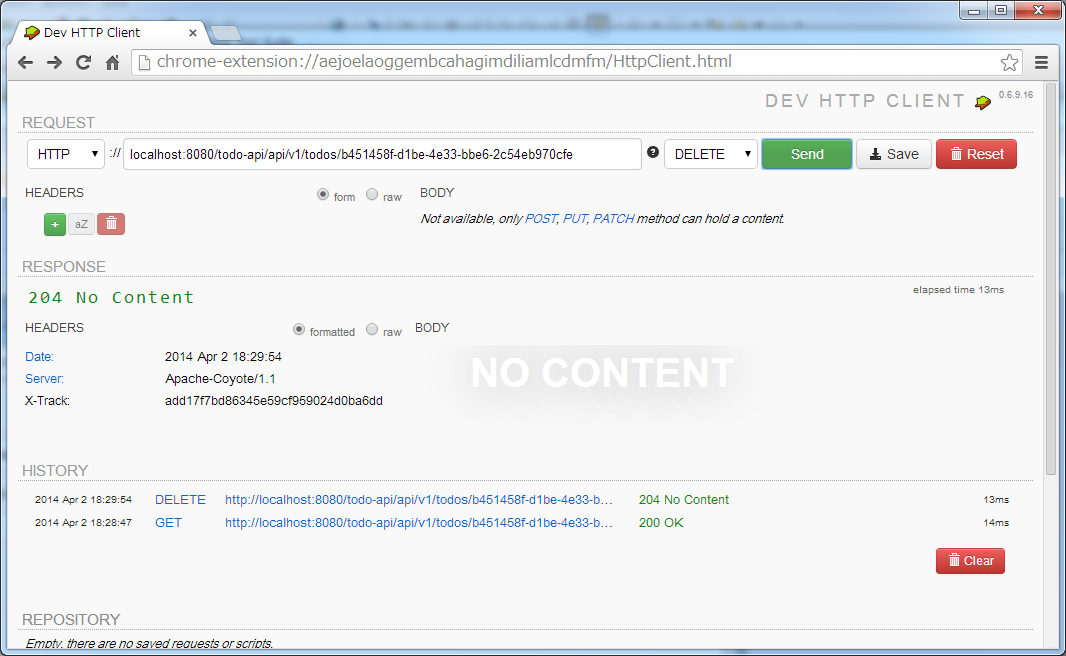 Dev HTTP Client
chrome-extension://aejoelaoggembcahagimdiliamlcdmfm/HttpClient.html
DEV HTTP CLIENT 0.6.9.16
REQUEST
HTTP :// localhost:8080/todo-api/api/v1/todos/b451458f-d1be-4e33-bbe6-2c54eb970cfe ? DELETE Send Save Reset
HEADERS form raw BODY
+ aZ Not available, only POST, PUT, PATCH method can hold a content.
RESPONSE
204 No Content elapsed time 13ms
HEADERS formatted raw BODY
Date: 2014 Apr 2 18:29:54
NO CONTENT
Server: Apache-Coyote/1.1
X-Track: add17f7bd86345e59cf959024d0ba6dd
HISTORY
2014 Apr 2 18:29:54 DELETE http://localhost:8080/todo-api/api/v1/todos/b451458f-d1be-4e33-b... 204 No Content 13ms
2014 Apr 2 18:28:47 GET http://localhost:8080/todo-api/api/v1/todos/b451458f-d1be-4e33-b... 200 OK 14ms
Clear
REPOSITORY
Empty, there are no saved requests or scripts.